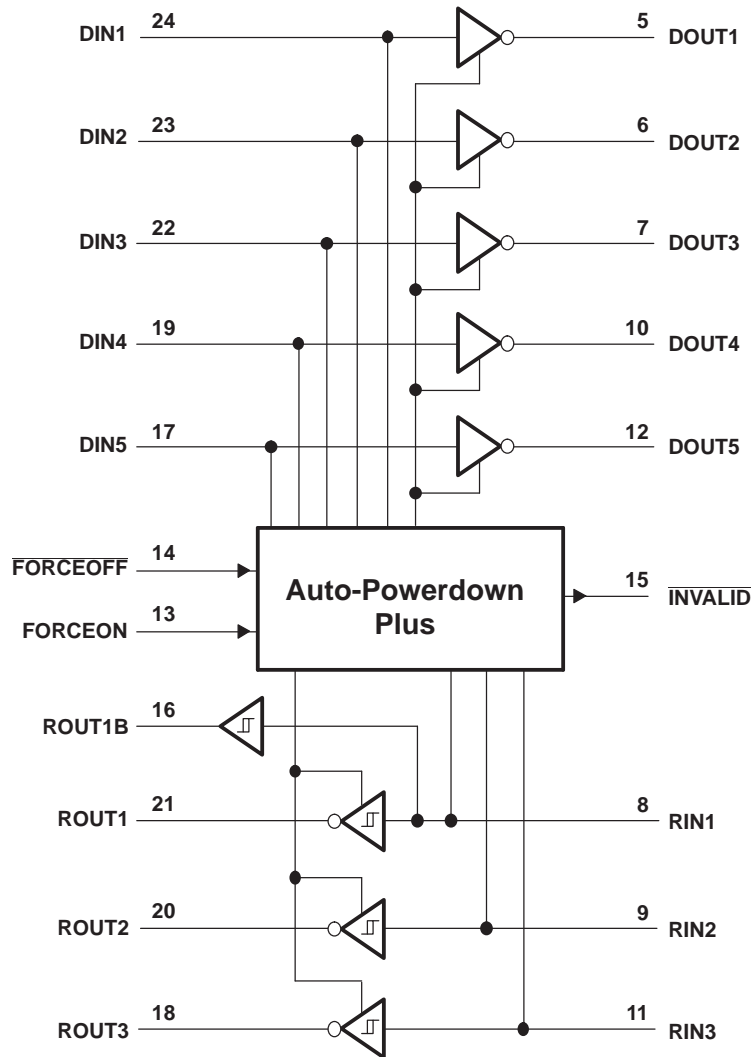 DIN1 24 5 DOUT1
DIN2 23 6 DOUT2
DIN3 22 7 DOUT3
DIN4 19 10 DOUT4
DIN5 17 12 DOUT5
FORCEOFF 14
Auto-Powerdown
Plus
15 INVALID
FORCEON 13
ROUT1B 16
ROUT1 21 8 RIN1
ROUT2 20 9 RIN2
ROUT3 18 11 RIN3